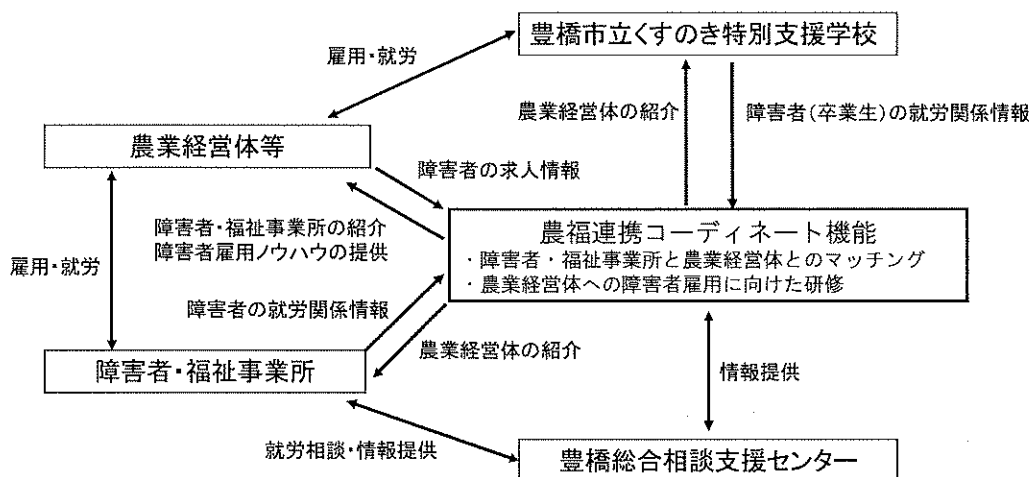 豊橋市立くすのき特別支援学校
雇用・就労
農業経営体の紹介
障害者(卒業生)の就労関係情報
農業経営体等
障害者の求人情報
障害者・福祉事業所の紹介
障害者雇用ノウハウの提供
農福連携コーディネート機能
・障害者・福祉事業所と農業経営体とのマッチング
・農業経営体への障害者雇用に向けた研修
雇用・就労
障害者の就労関係情報
農業経営体の紹介
障害者・福祉事業所
情報提供
就労相談・情報提供
豊橋総合相談支援センター